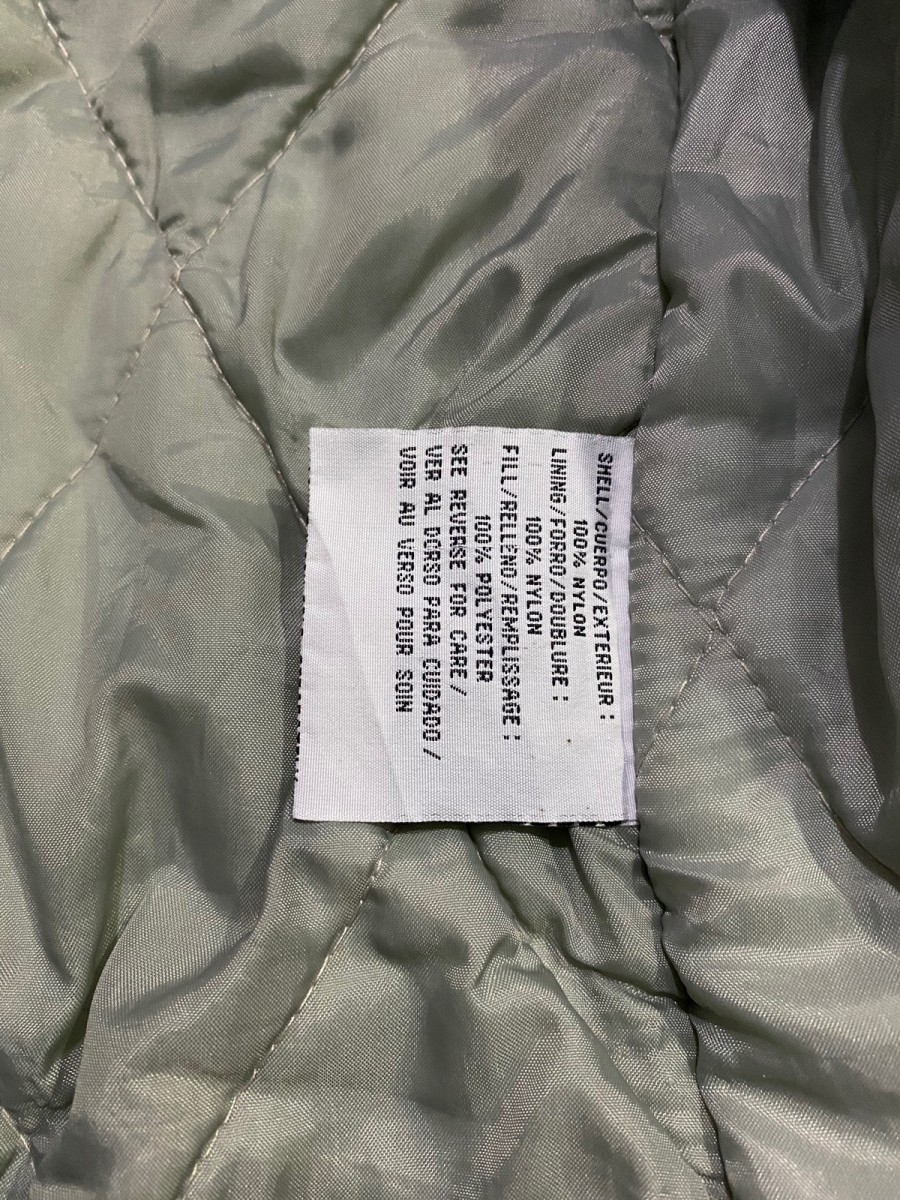 SHELL/CUERPO/EXTERIEUR:
100% NYLON
LINING/FORRO/DOUBLURE:
100% NYLON
FILL/RELLENO/REMPLISSAGE:
100% POLYESTER
SEE REVERSE FOR CARE/
VER AL DORSO PARA CUDADO/
VOIR AU VERSO POUR SOIN